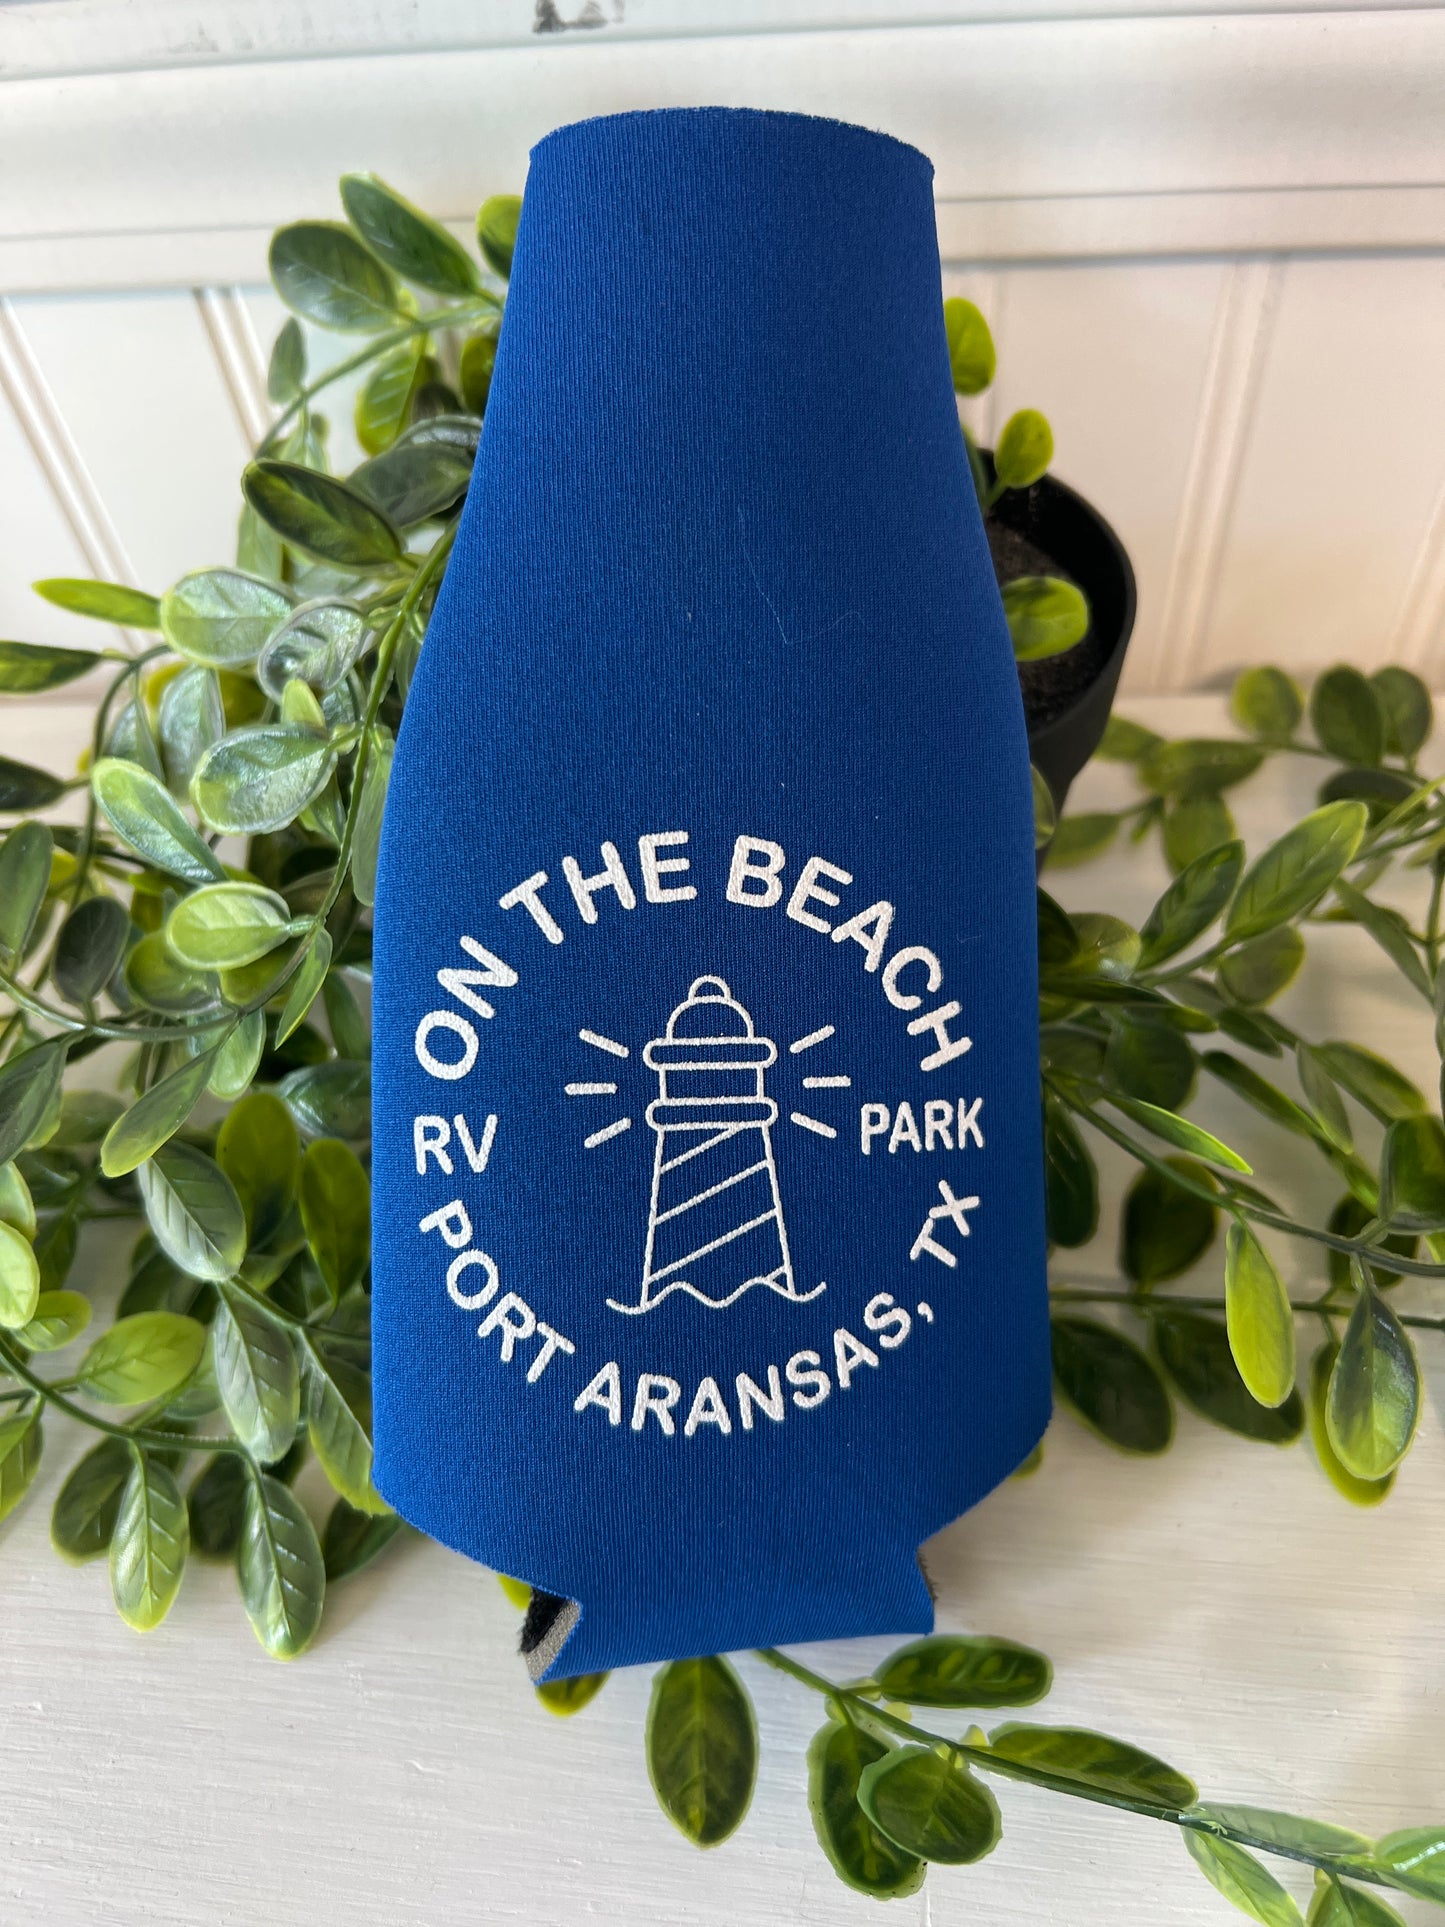 ON THE BEACH
RV PARK
PORT ARANSAS, TX